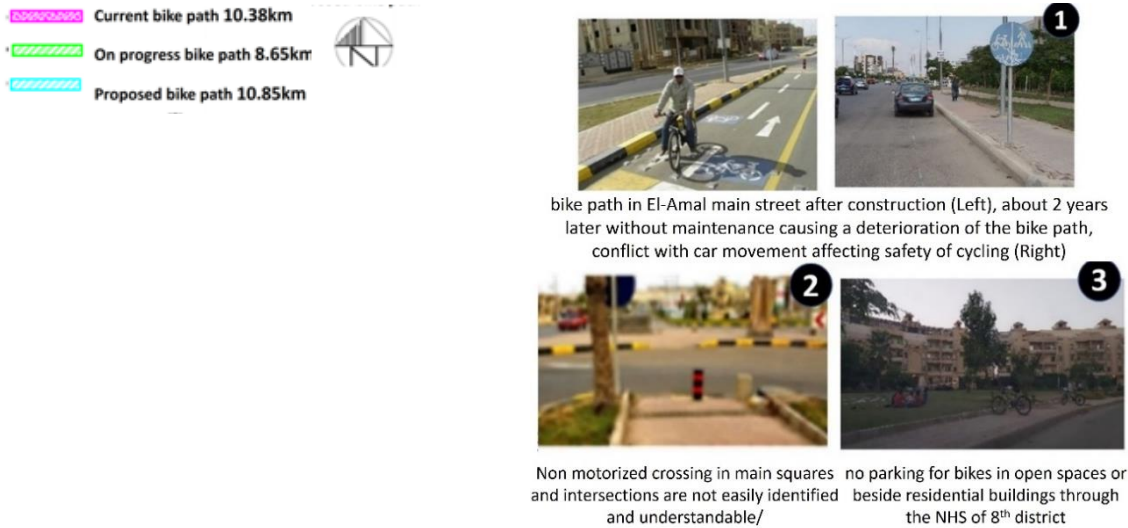 Current bike path 10.38km
On progress bike path 8.65km
Proposed bike path 10.85km
N
1
bike path in El-Amal main street after construction (Left), about 2 years
later without maintenance causing a deterioration of the bike path,
conflict with car movement affecting safety of cycling (Right)
2
3
Non motorized crossing in main squares
and intersections are not easily identified
and understandable/
no parking for bikes in open spaces or
beside residential buildings through
the NHS of 8th district